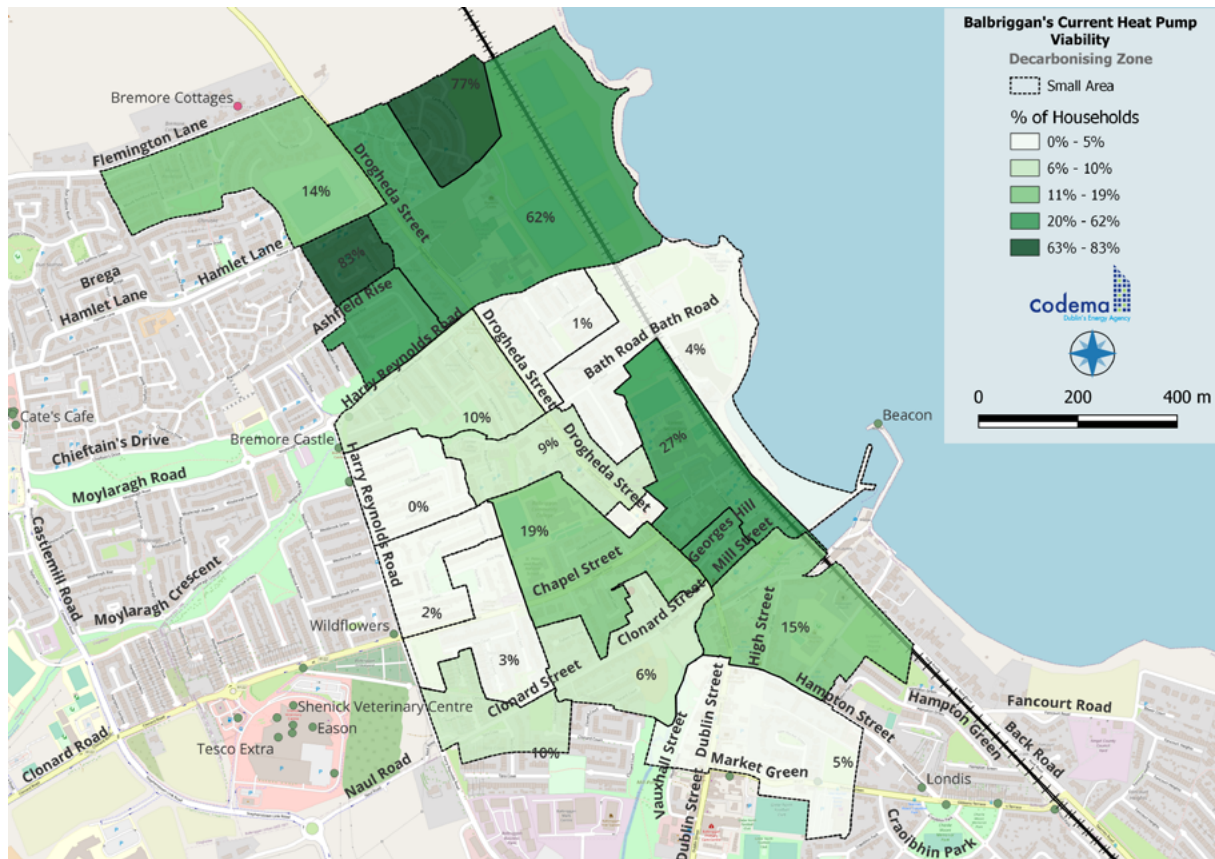 Balbriggan's Current Heat Pump
Viability
Decarbonising Zone
Small Area
% of Households
0% - 5%
6% - 10%
11% - 19%
20% - 62%
63% - 83%
codema
Dublin's Energy Agency
0 200 400 m
77%
Bremore Cottages
Flemington Lane
Drogheda Street
14%
62%
83%
Hamlet Lane
Brega
Hamlet Lane
Ashfield Rise
Harry Reynolds Road
1%
Drogheda Street
Bath Road
Bath Road
4%
Cate's Cafe
10%
Beacon
Chieftain's Drive
Bremore Castle
9%
Drogheda Street
27%
Moylaragh Road
Harry Reynolds Road
0%
19%
Georges Hill
Mill Street
Castlemill Road
Chapel Street
Moylaragh Crescent
2%
Wildflowers
Clonard Street
High Street
15%
3%
6%
Clonard Street
Hampton Street
Hampton Green
Fancourt Road
Back Road
Shenick Veterinary Centre
Eason
Tesco Extra
Clonard Road
Naul Road
10%
Vauxhall Street
Dublin Street
Market Green
5%
Londis
Dublin Street
Craoibhin Park